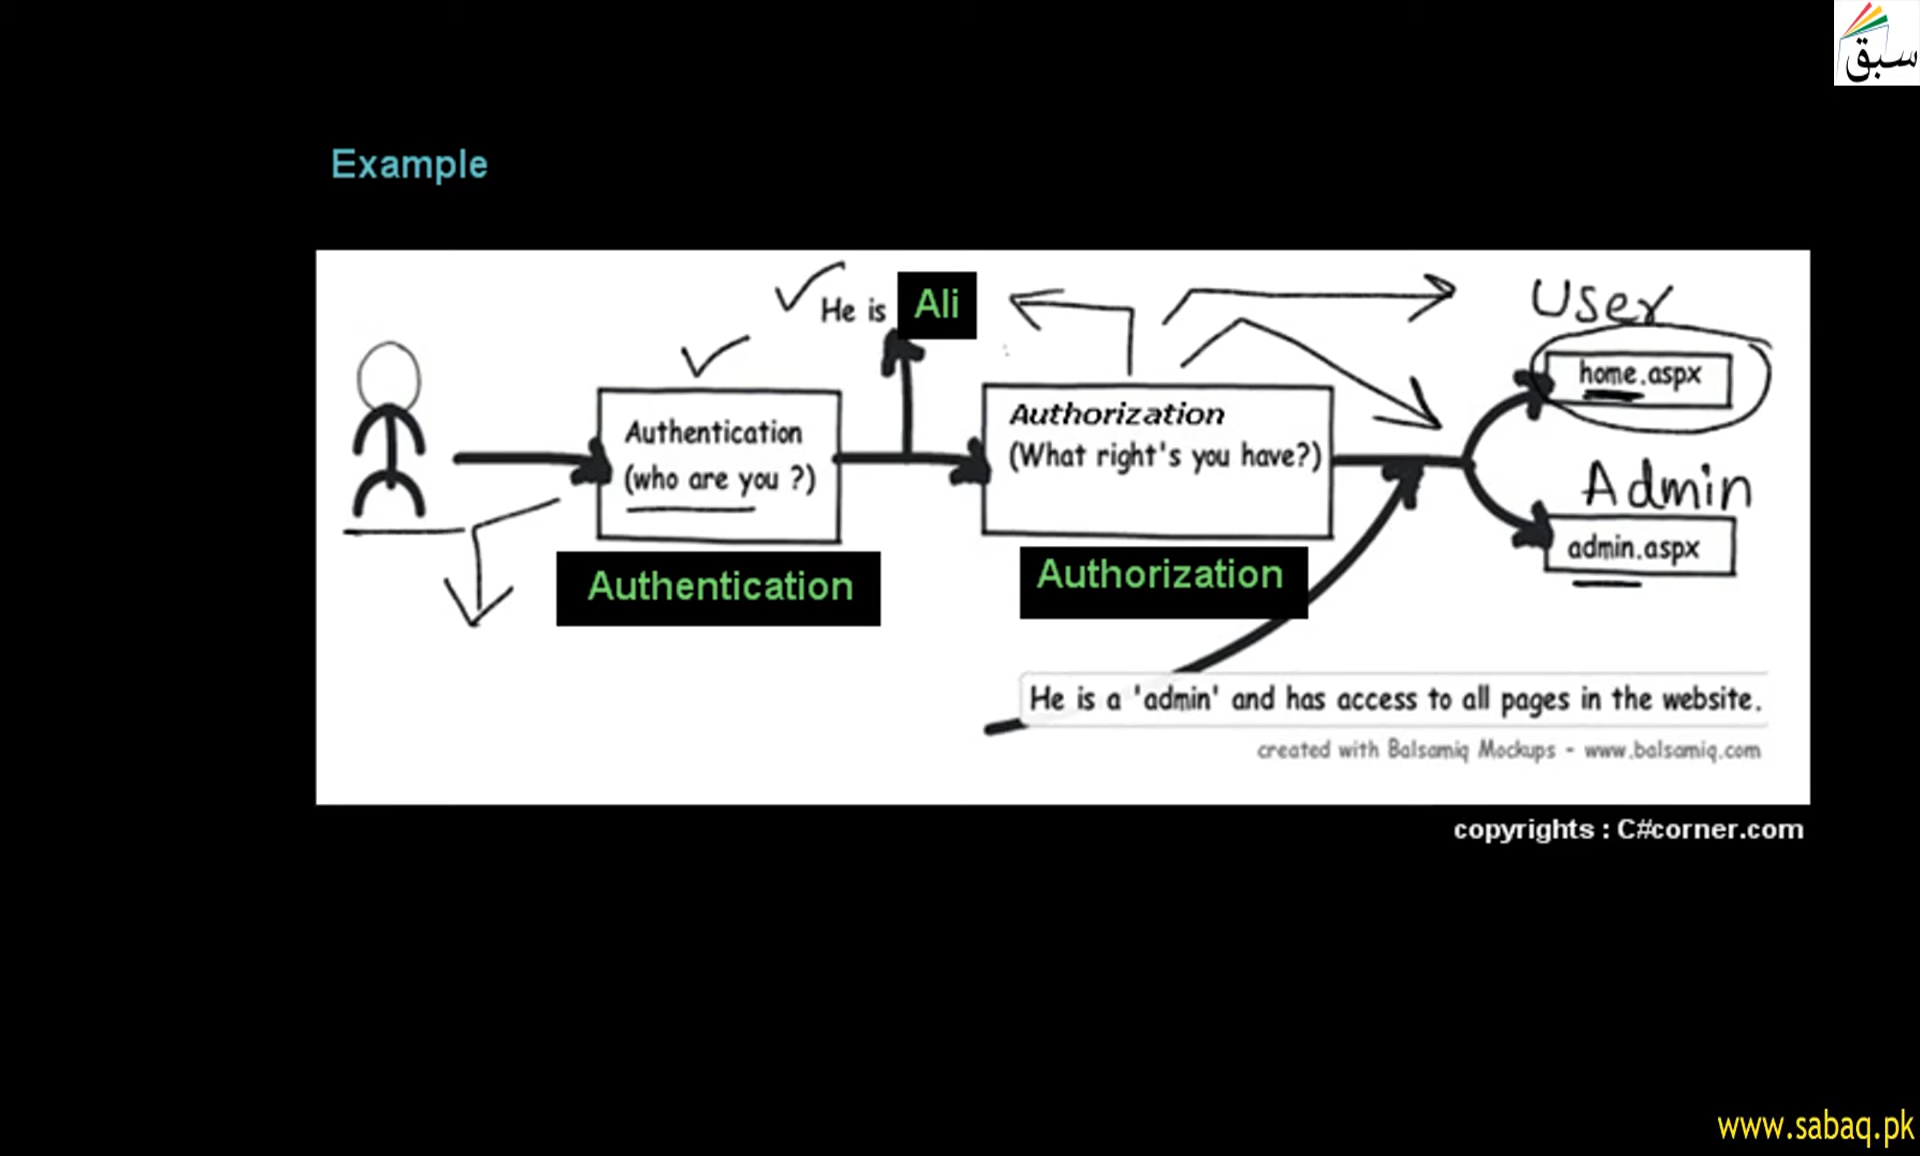 سبق
Example
He is Ali
User
home.aspx
Authentication
(who are you ?)
Authorization
(What right's you have?)
Admin
admin.aspx
Authentication
Authorization
He is a 'admin' and has access to all pages in the website.
created with Balsamiq Mockups - www.balsamiq.com
copyrights : C#corner.com
www.sabaq.pk